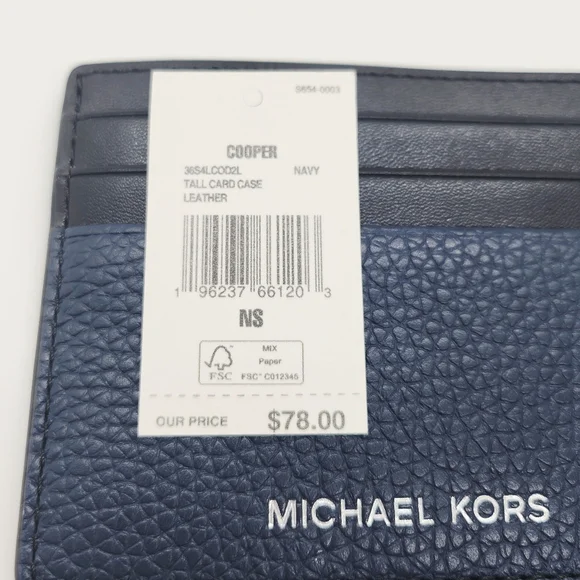 S654-0003
COOPER
36S4LCOD2L NAVY
TALL CARD CASE
LEATHER
1 96237 66120 3
NS
FSC
MIX
Paper
FSC™ C012345
OUR PRICE $78.00
MICHAEL KORS